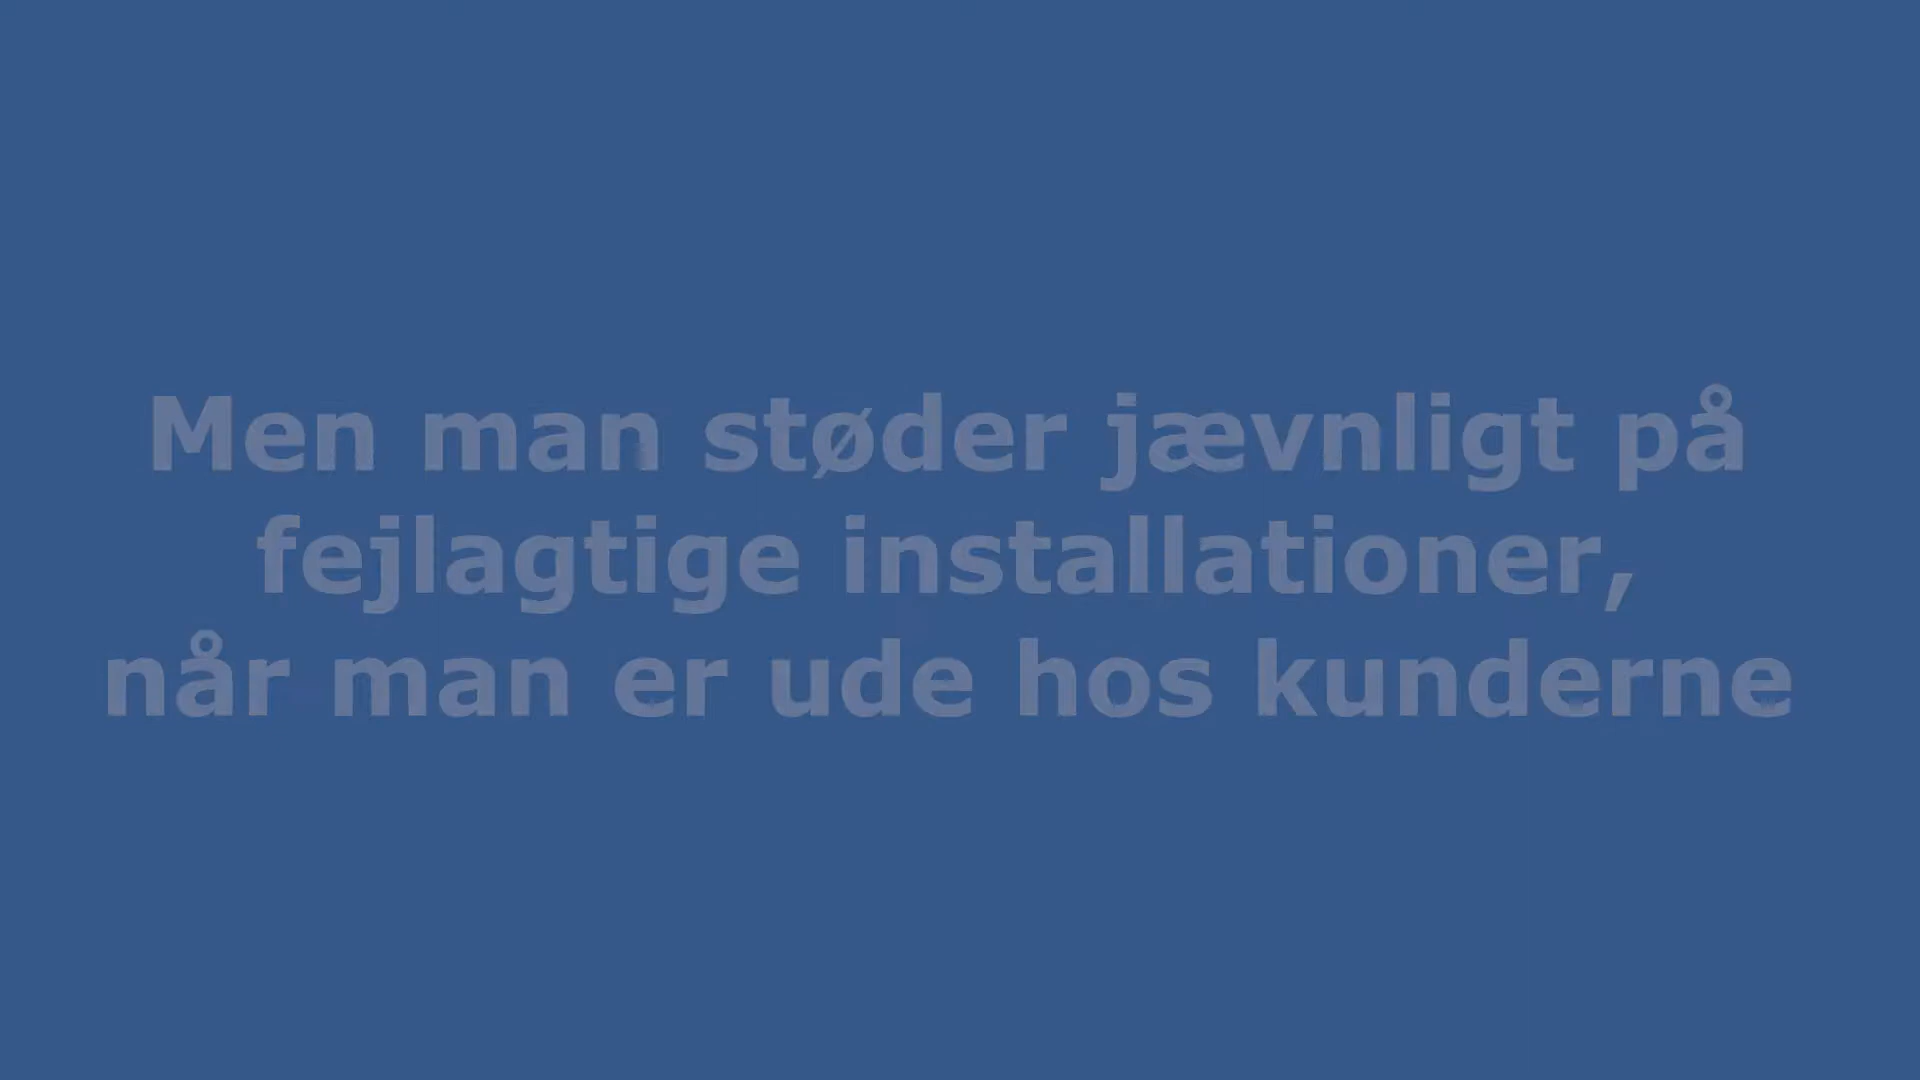 Men man støder jævnligt på
fejlagtige installationer,
når man er ude hos kunderne